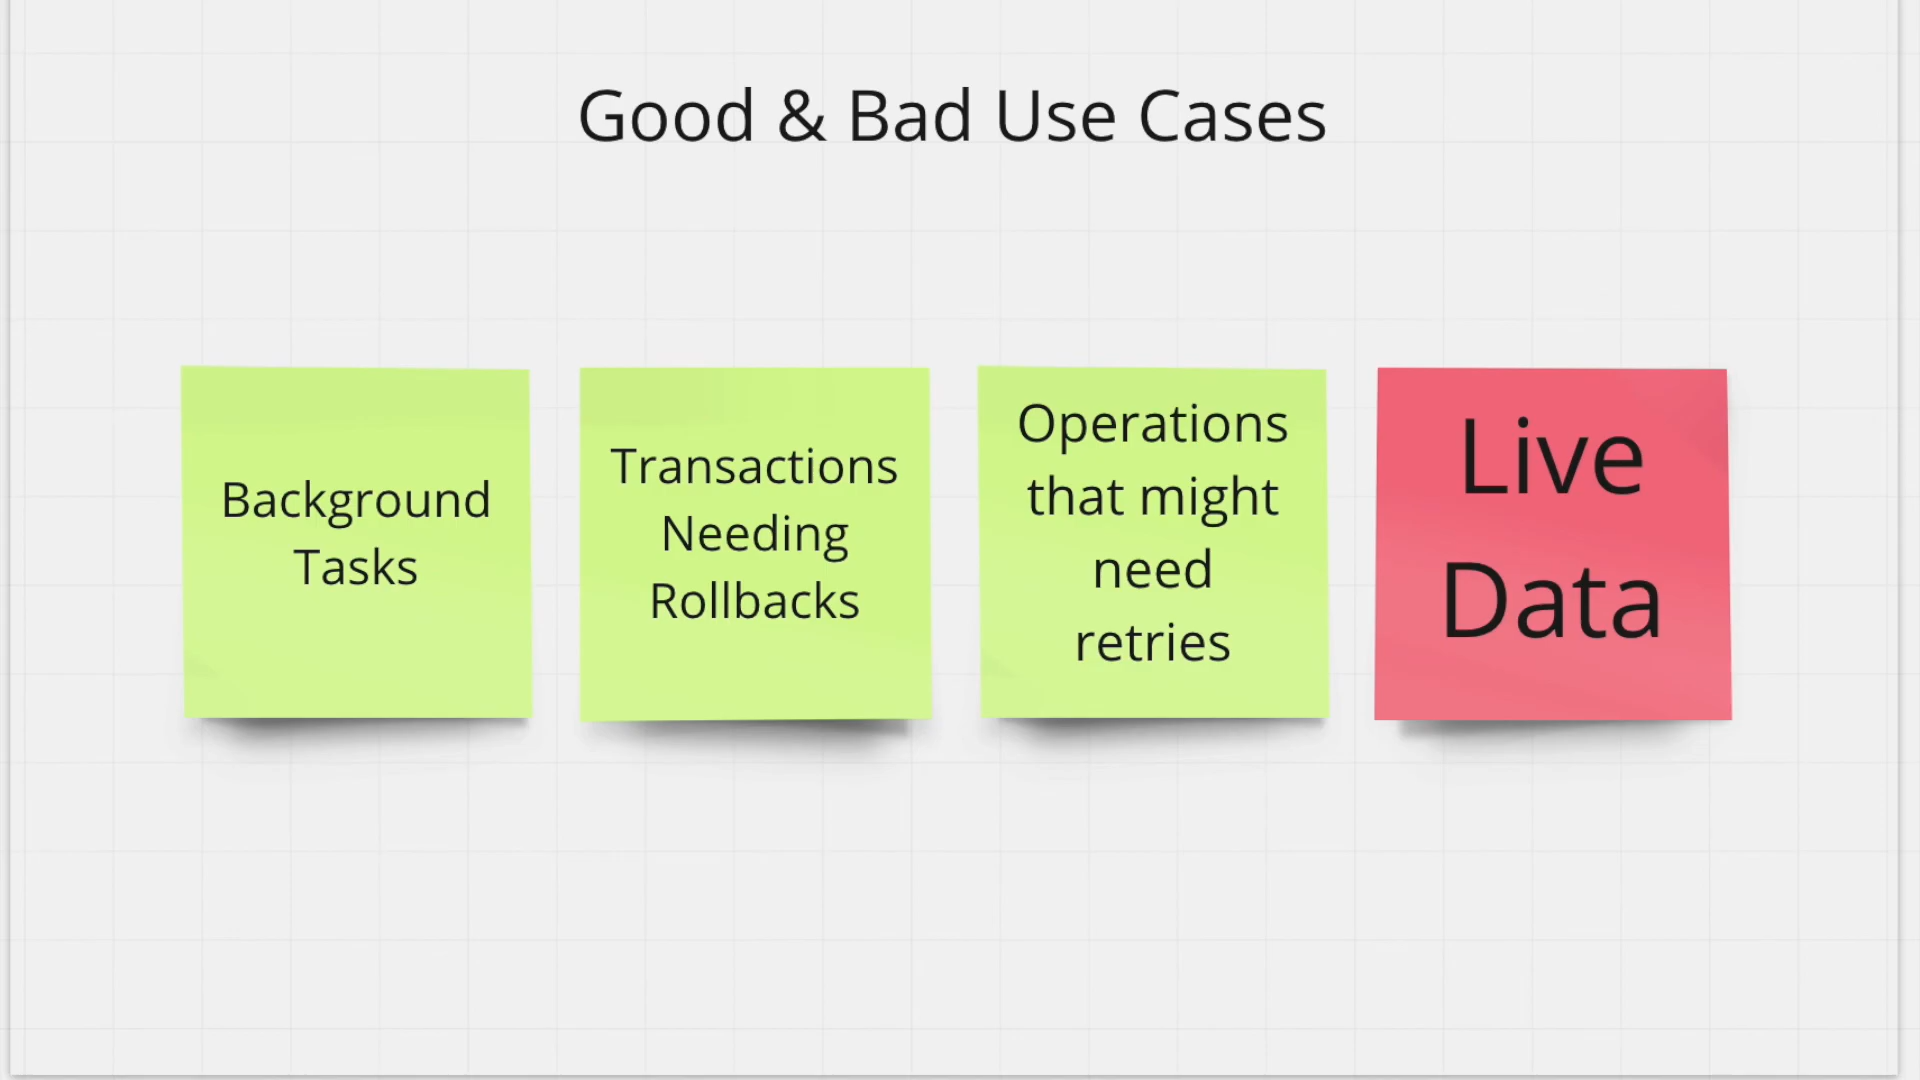 Good & Bad Use Cases
Background
Tasks
Transactions
Needing
Rollbacks
Operations
that might
need
retries
Live
Data